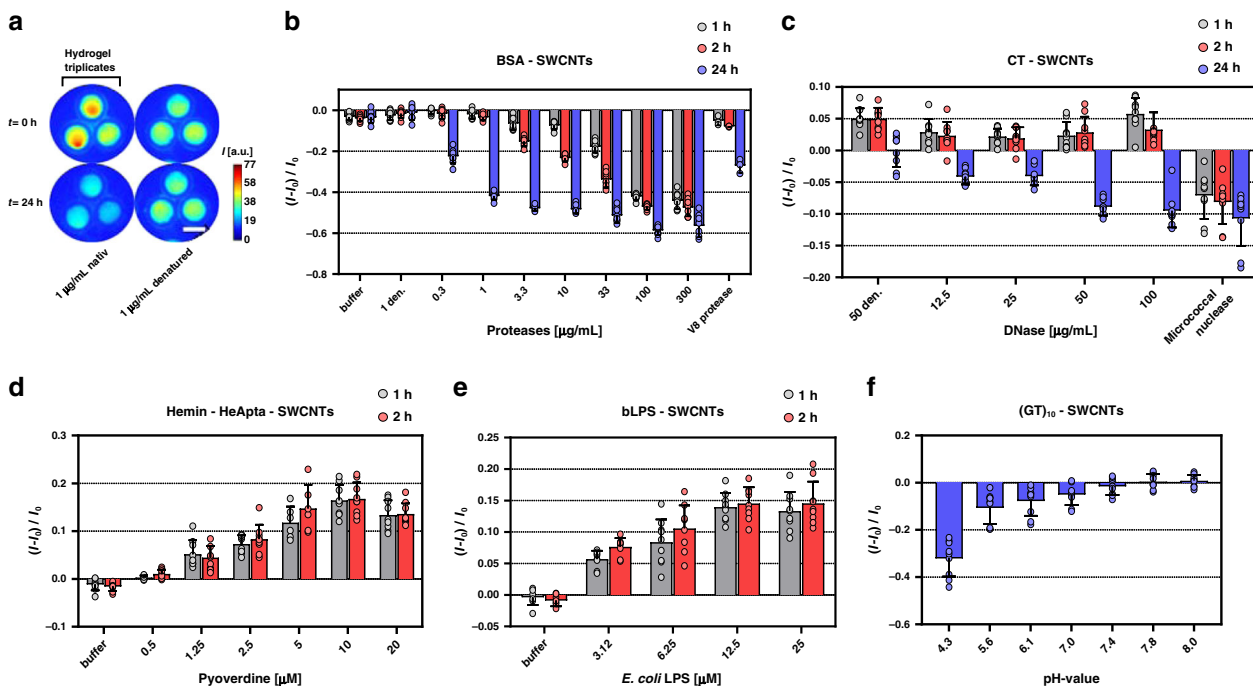 a
Hydrogel
triplicates
t= 0 h
t= 24 h
I [a.u.]
77
58
39
19
0
1 µg/mL nativ
1 µg/mL denatured
b
BSA - SWCNTs
1 h
2 h
24 h
(I-I0) / I0
0.0
−0.2
−0.4
−0.6
−0.8
buffer
1 den.
0.3
1
3.3
10
33
100
300
V8 protease
Proteases [µg/mL]
c
CT - SWCNTs
1 h
2 h
24 h
(I-I0) / I0
0.10
0.05
0.00
−0.05
−0.10
−0.15
−0.20
50 den.
12.5
25
50
100
Micrococcal
nuclease
DNase [µg/mL]
d
Hemin - HeApta - SWCNTs
1 h
2 h
(I-I0) / I0
0.3
0.2
0.1
0.0
−0.1
buffer
0.5
1.25
2.5
5
10
20
Pyoverdine [µM]
e
bLPS - SWCNTs
1 h
2 h
(I-I0) / I0
0.25
0.20
0.15
0.10
0.05
0.00
−0.05
buffer
3.12
6.25
12.5
25
E. coli LPS [µM]
f
(GT)10 - SWCNTs
(I-I0) / I0
0.2
0.0
−0.2
−0.4
−0.6
4.3
5.6
6.1
7.0
7.4
7.8
8.0
pH-value